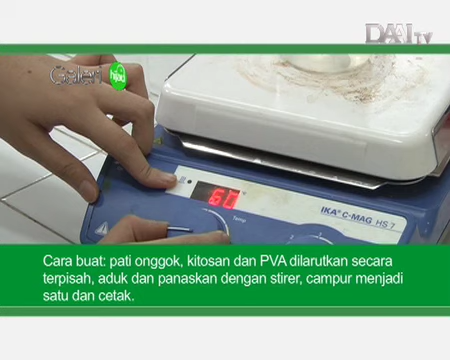 DAAI TV
Galeri hijau
60
Temp
IKA® C-MAG HS 7
Cara buat: pati onggok, kitosan dan PVA dilarutkan secara
terpisah, aduk dan panaskan dengan stirer, campur menjadi
satu dan cetak.